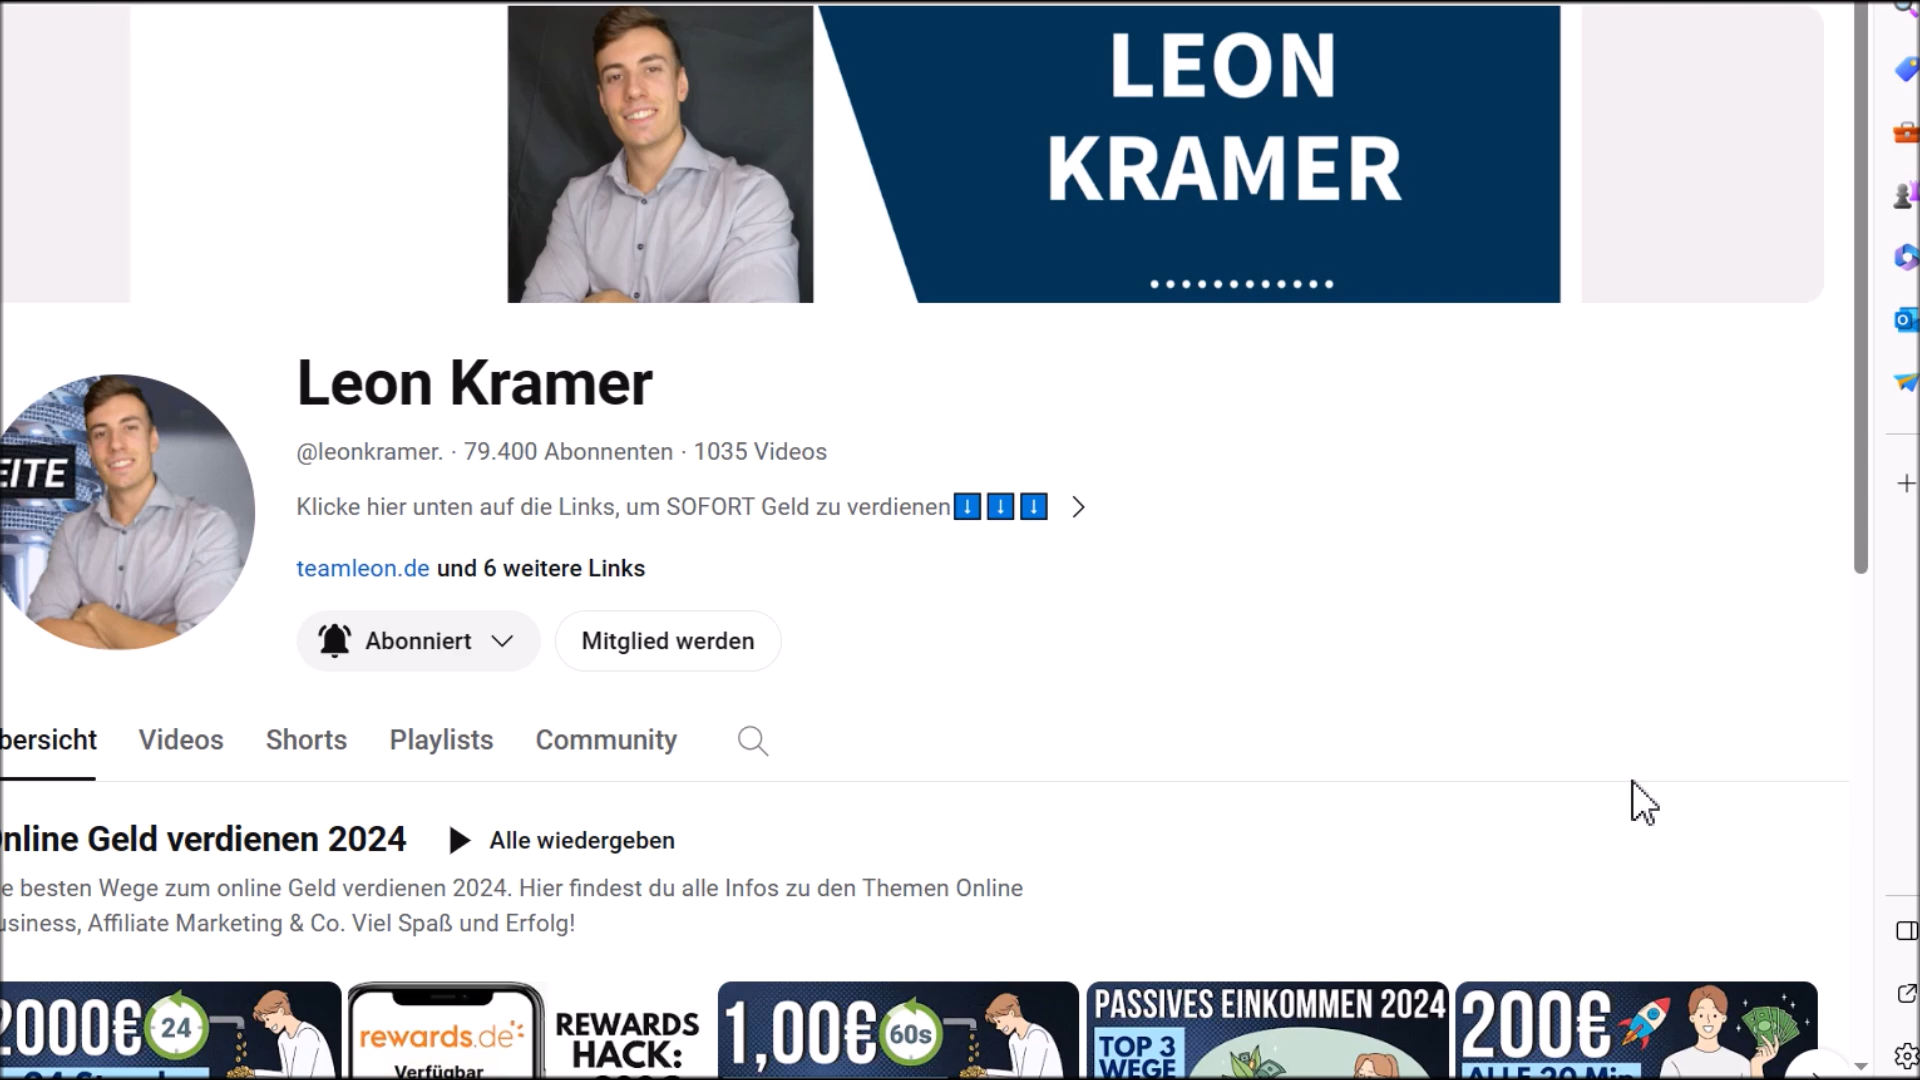 LEON
KRAMER
EITE
Leon Kramer
@leonkramer. · 79.400 Abonnenten · 1035 Videos
Klicke hier unten auf die Links, um SOFORT Geld zu verdienen⬇️⬇️⬇️
teamleon.de und 6 weitere Links
Abonniert
Mitglied werden
bersicht
Videos
Shorts
Playlists
Community
nline Geld verdienen 2024
Alle wiedergeben
e besten Wege zum online Geld verdienen 2024. Hier findest du alle Infos zu den Themen Online
usiness, Affiliate Marketing & Co. Viel Spaß und Erfolg!
2000€
24
rewards.de
Verfügbar
REWARDS
HACK:
1,00€
60s
PASSIVES EINKOMMEN 2024
TOP 3
WEGE
200€
ALLE 20 Min